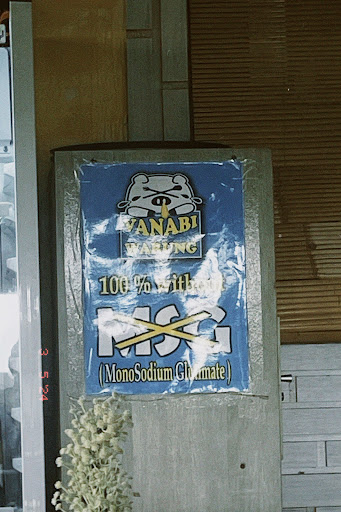 YANABI
WARUNG
100 % without
MSG
(MonoSodium Glutamate)
3 5 '24